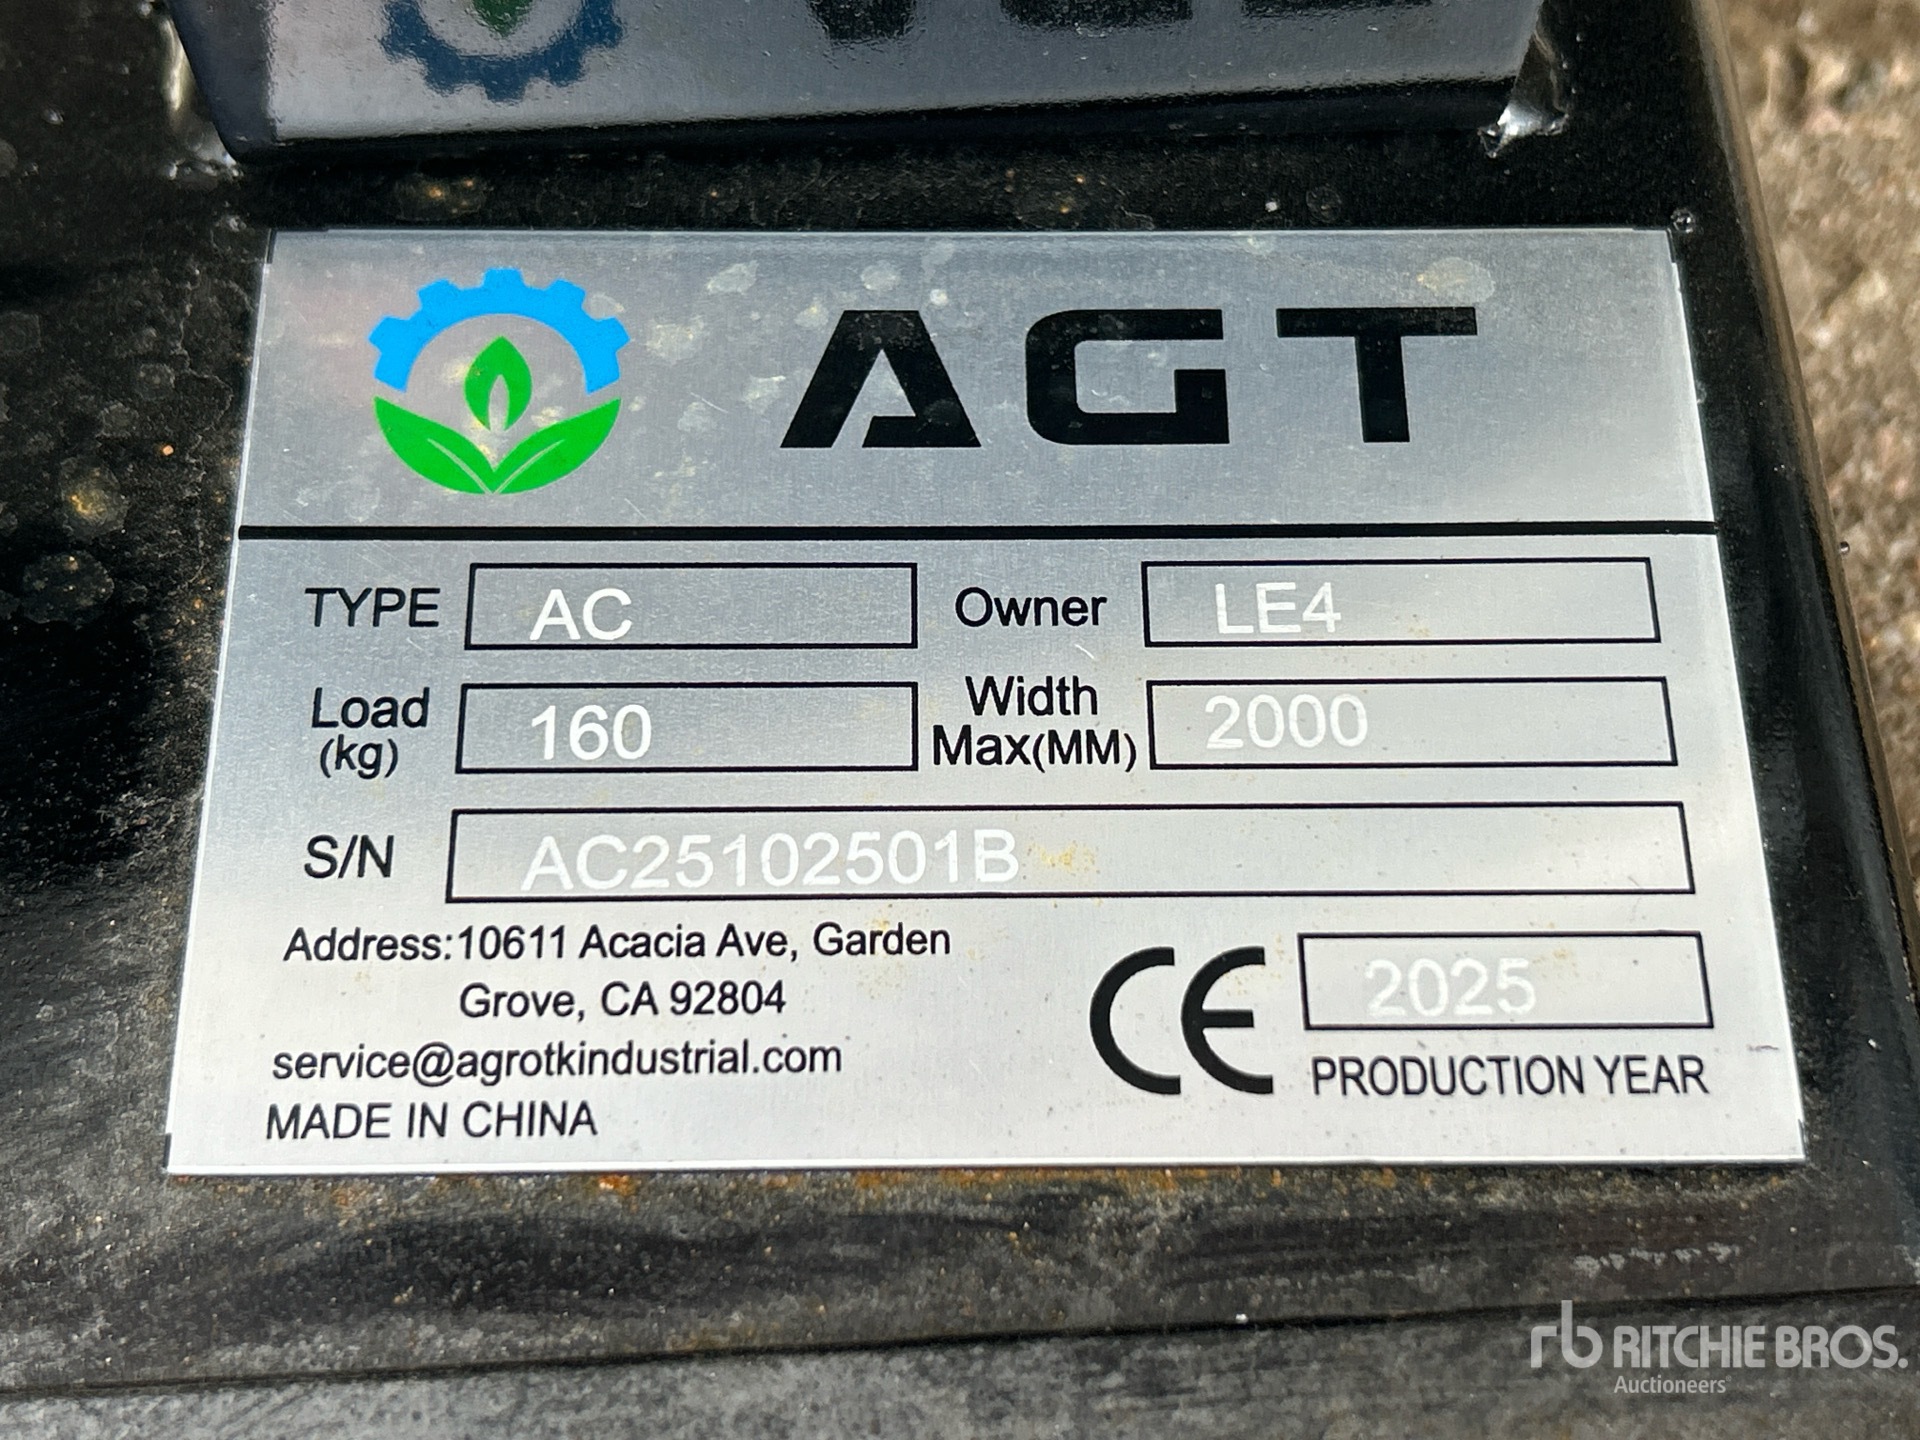 AGT
TYPE AC Owner LE4
Load (kg) 160 Width Max(MM) 2000
S/N AC25102501B
Address:10611 Acacia Ave, Garden
Grove, CA 92804
service@agrotkindustrial.com
MADE IN CHINA
CE 2025
PRODUCTION YEAR
rb RITCHIE BROS.
Auctioneers